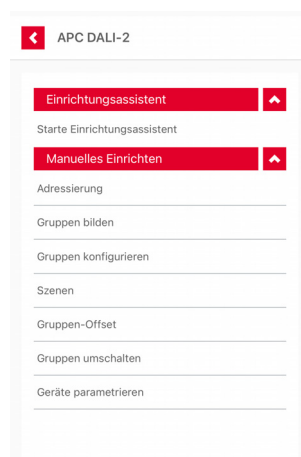 APC DALI-2
Einrichtungsassistent
Starte Einrichtungsassistent
Manuelles Einrichten
Adressierung
Gruppen bilden
Gruppen konfigurieren
Szenen
Gruppen-Offset
Gruppen umschalten
Geräte parametrieren